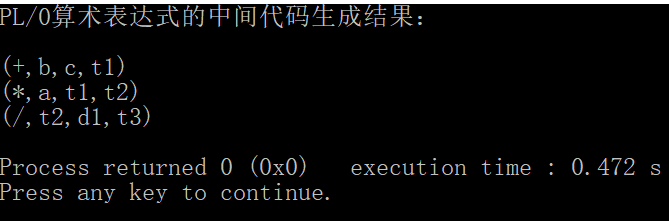 PL/0算术表达式的中间代码生成结果：
(+,b,c,t1)
(*,a,t1,t2)
(/,t2,d1,t3)
Process returned 0 (0x0)   execution time : 0.472 s
Press any key to continue.